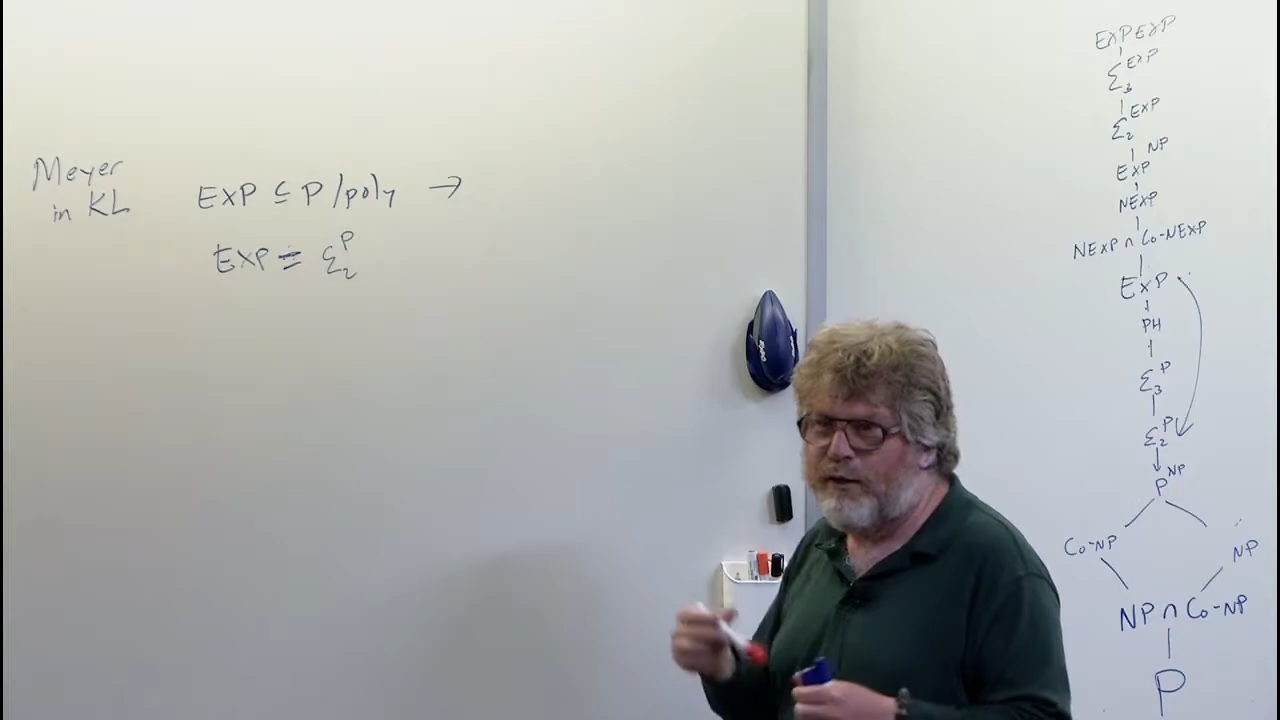 Meyer
in KL
EXP ⊆ P/poly →
EXP = Σ₂ᴾ
EXPEXP
Σ₃ᴱˣᴾ
Σ₂ᴱˣᴾ
EXPᴺᴾ
NEXP
NEXP ∩ Co-NEXP
EXP
PH
Σ₃ᴾ
Σ₂ᴾ
Pᴺᴾ
Co-NP
NP
NP ∩ Co-NP
P